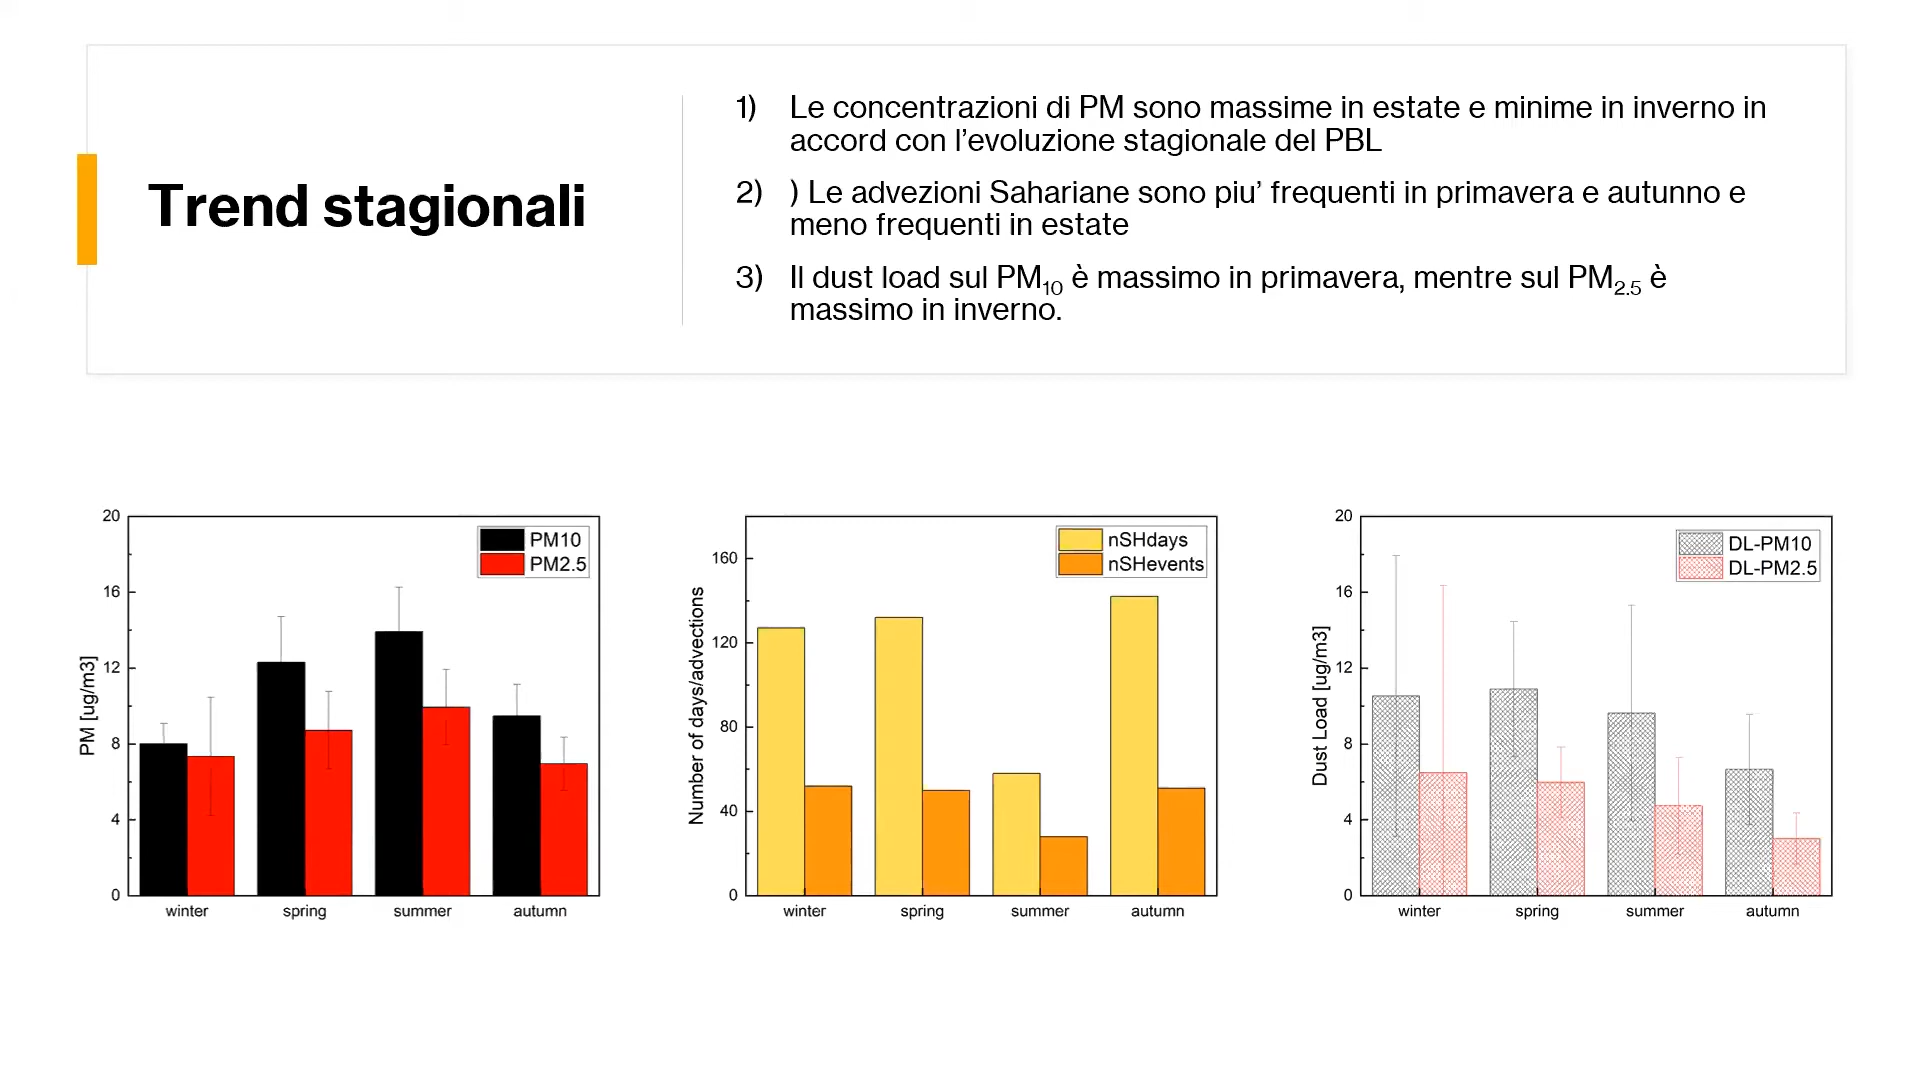 Trend stagionali
1) Le concentrazioni di PM sono massime in estate e minime in inverno in
accord con l’evoluzione stagionale del PBL
2) ) Le advezioni Sahariane sono piu’ frequenti in primavera e autunno e
meno frequenti in estate
3) Il dust load sul PM10 è massimo in primavera, mentre sul PM2.5 è
massimo in inverno.
PM [ug/m3]
20
16
12
8
4
0
PM10
PM2.5
winter spring summer autumn
Number of days/advections
160
120
80
40
0
nSHdays
nSHevents
winter spring summer autumn
Dust Load [ug/m3]
20
16
12
8
4
0
DL-PM10
DL-PM2.5
winter spring summer autumn